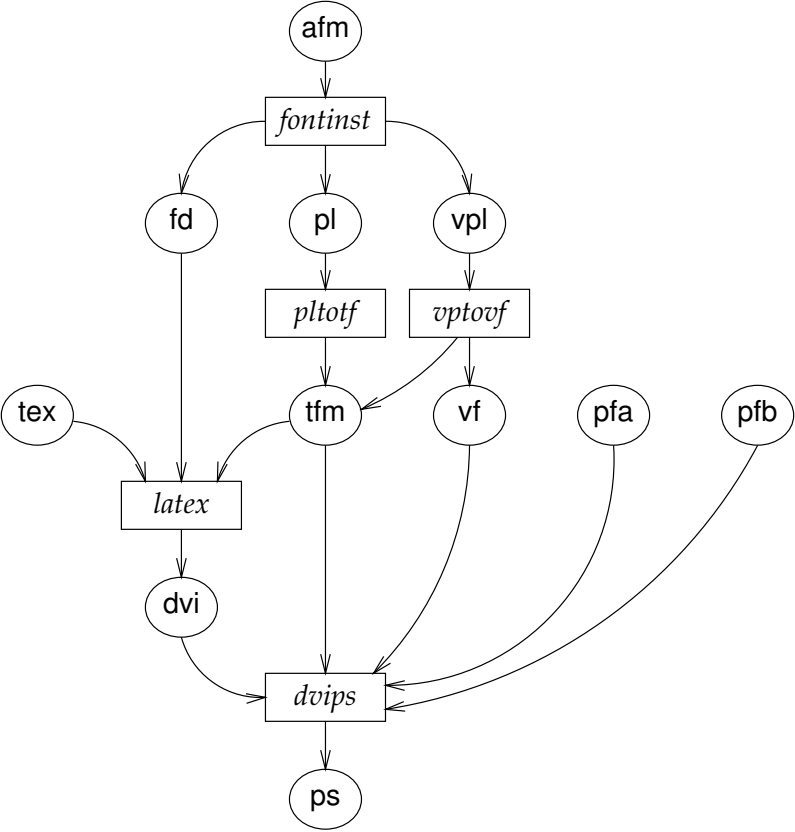 afm
fontinst
fd
pl
vpl
pltotf
vptovf
tex
tfm
vf
pfa
pfb
latex
dvi
dvips
ps